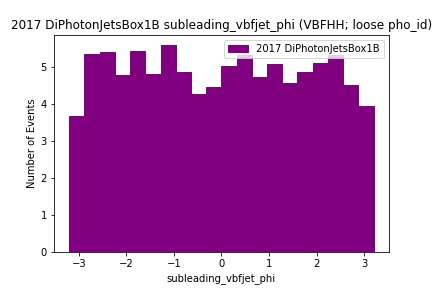 2017 DiPhotonJetsBox1B subleading_vbfjet_phi (VBFHH; loose pho_id)
2017 DiPhotonJetsBox1B
Number of Events
5
4
3
2
1
0
−3 −2 −1 0 1 2 3
subleading_vbfjet_phi